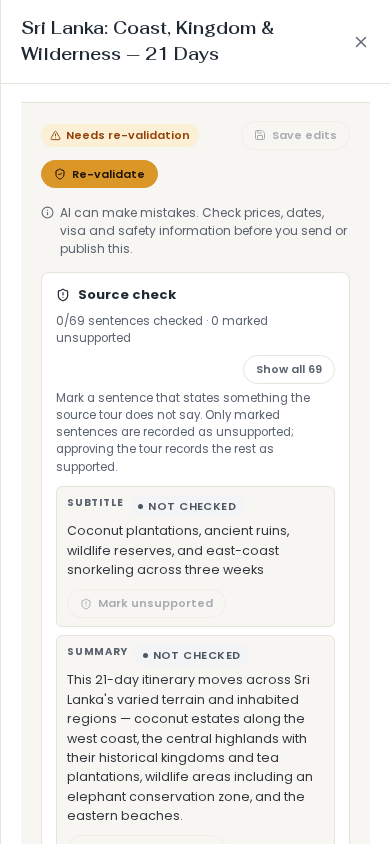 Sri Lanka: Coast, Kingdom &
Wilderness — 21 Days
Needs re-validation
Save edits
Re-validate
AI can make mistakes. Check prices, dates,
visa and safety information before you send or
publish this.
Source check
0/69 sentences checked · 0 marked
unsupported
Show all 69
Mark a sentence that states something the
source tour does not say. Only marked
sentences are recorded as unsupported;
approving the tour records the rest as
supported.
SUBTITLE
NOT CHECKED
Coconut plantations, ancient ruins,
wildlife reserves, and east-coast
snorkeling across three weeks
Mark unsupported
SUMMARY
NOT CHECKED
This 21-day itinerary moves across Sri
Lanka's varied terrain and inhabited
regions — coconut estates along the
west coast, the central highlands with
their historical kingdoms and tea
plantations, wildlife areas including an
elephant conservation zone, and the
eastern beaches.